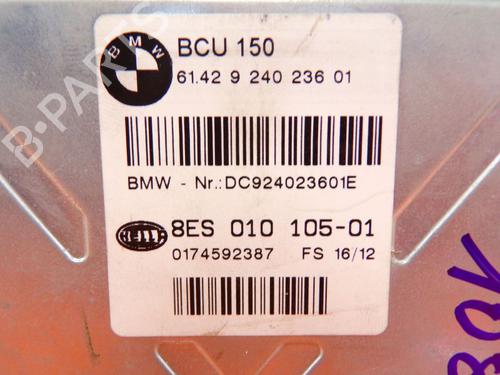 BMW
BCU 150
61.42 9 240 236 01
BMW - Nr.:DC924023601E
HELLA
8ES 010 105-01
0174592387 FS 16/12